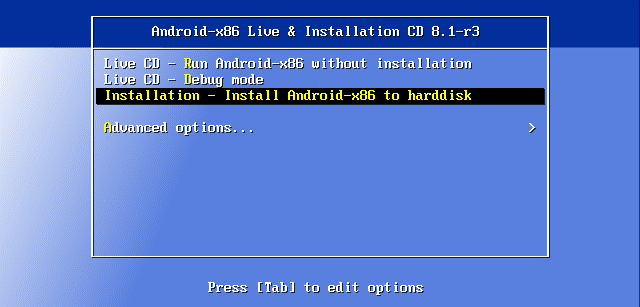 Android-x86 Live & Installation CD 8.1-r3
Live CD - Run Android-x86 without installation
Live CD - Debug mode
Installation - Install Android-x86 to harddisk
Advanced options... >
Press [Tab] to edit options